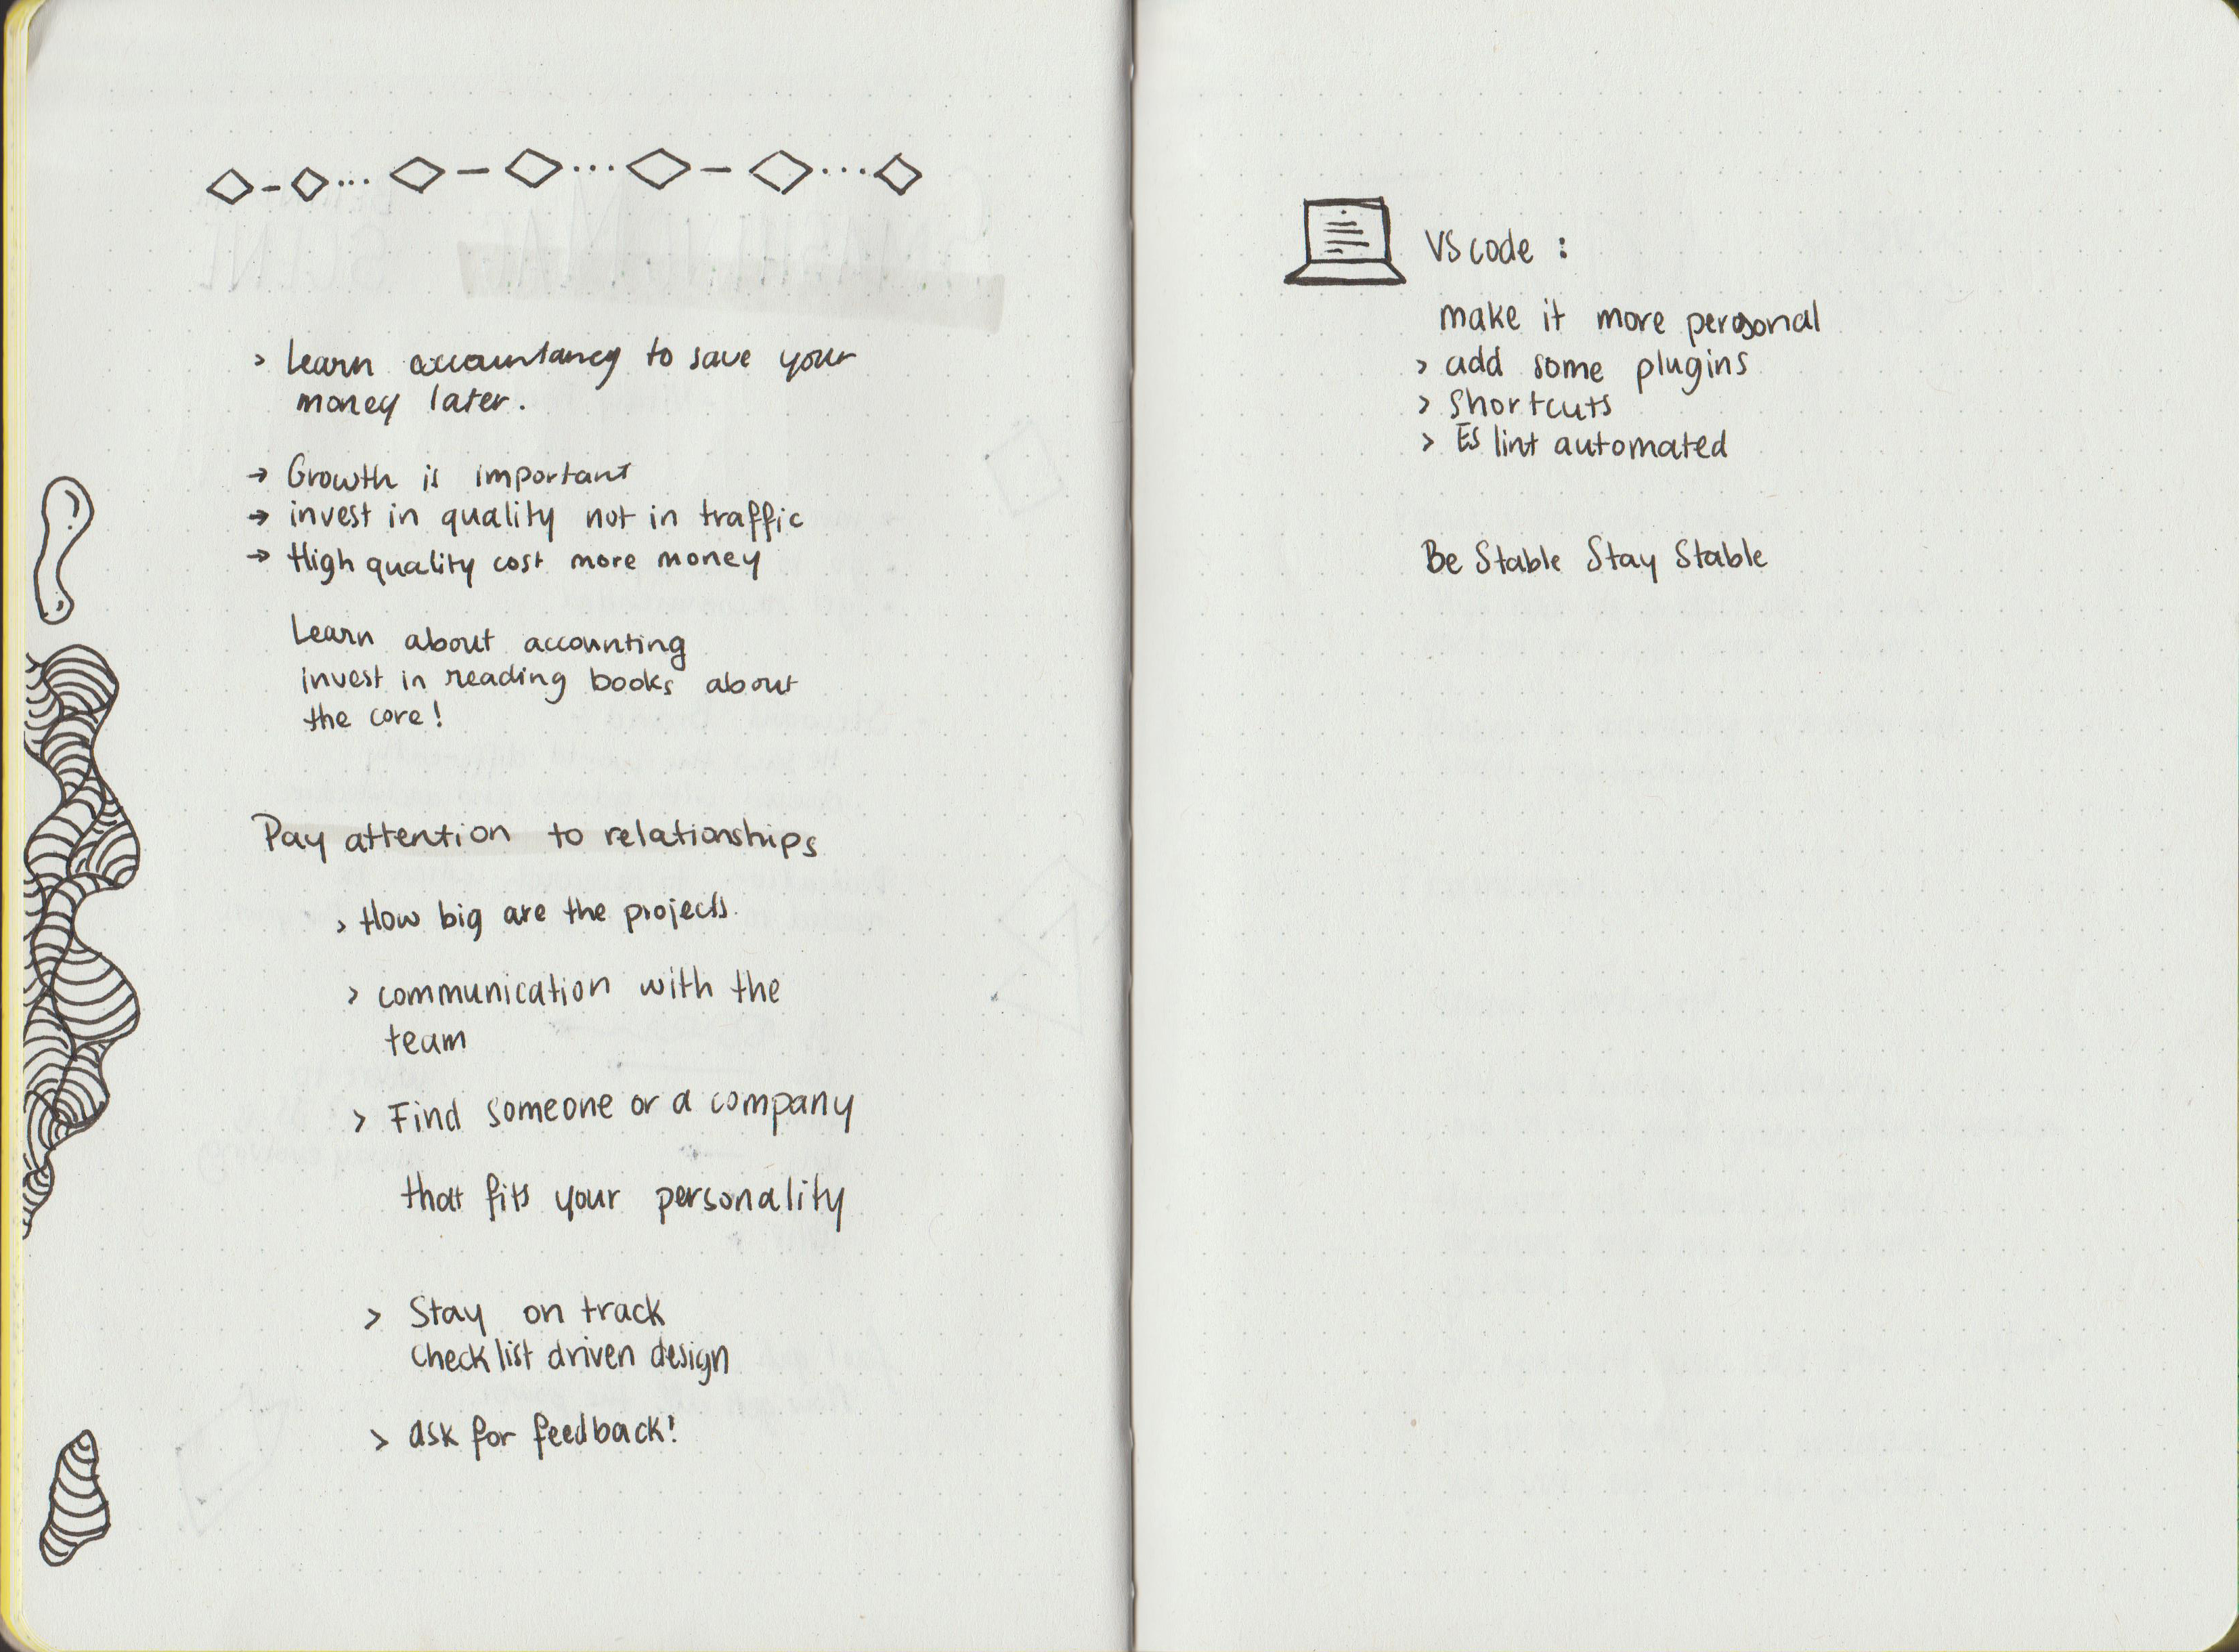 > Learn accountancy to save your
money later.
→ Growth is important
→ invest in quality not in traffic
→ High quality cost more money
Learn about accounting
invest in reading books about
the core!
Pay attention to relationships
> How big are the projects.
> communication with the
team
> Find someone or a company
that fits your personality
> Stay on track
Checklist driven design
> ask for feedback!
VS code :
make it more personal
> add some plugins
> Shortcuts
> ES lint automated
Be Stable Stay Stable